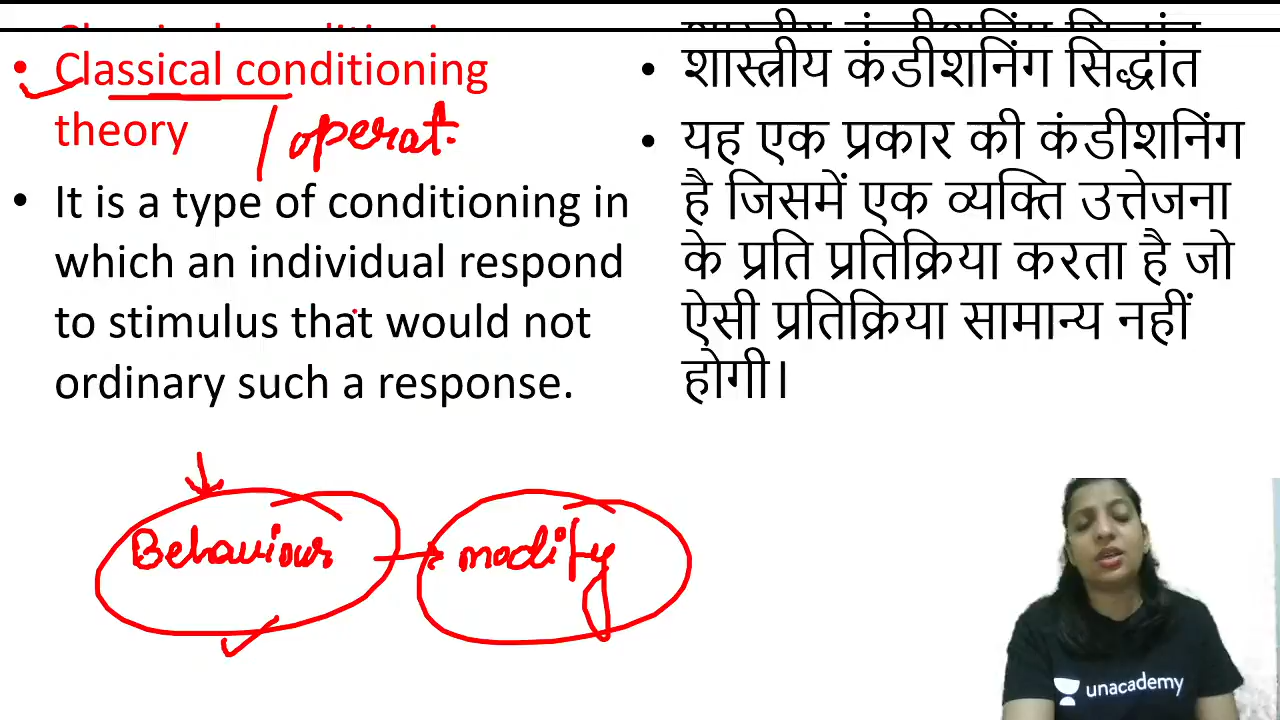 Classical conditioning
theory / operat.
It is a type of conditioning in
which an individual respond
to stimulus that would not
ordinary such a response.
Behaviour → modify
शास्त्रीय कंडीशनिंग सिद्धांत
यह एक प्रकार की कंडीशनिंग
है जिसमें एक व्यक्ति उत्तेजना
के प्रति प्रतिक्रिया करता है जो
ऐसी प्रतिक्रिया सामान्य नहीं
होगी।
unacademy